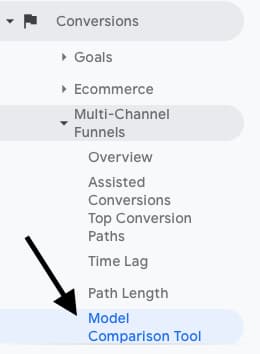 Conversions
Goals
Ecommerce
Multi-Channel
Funnels
Overview
Assisted
Conversions
Top Conversion
Paths
Time Lag
Path Length
Model
Comparison Tool